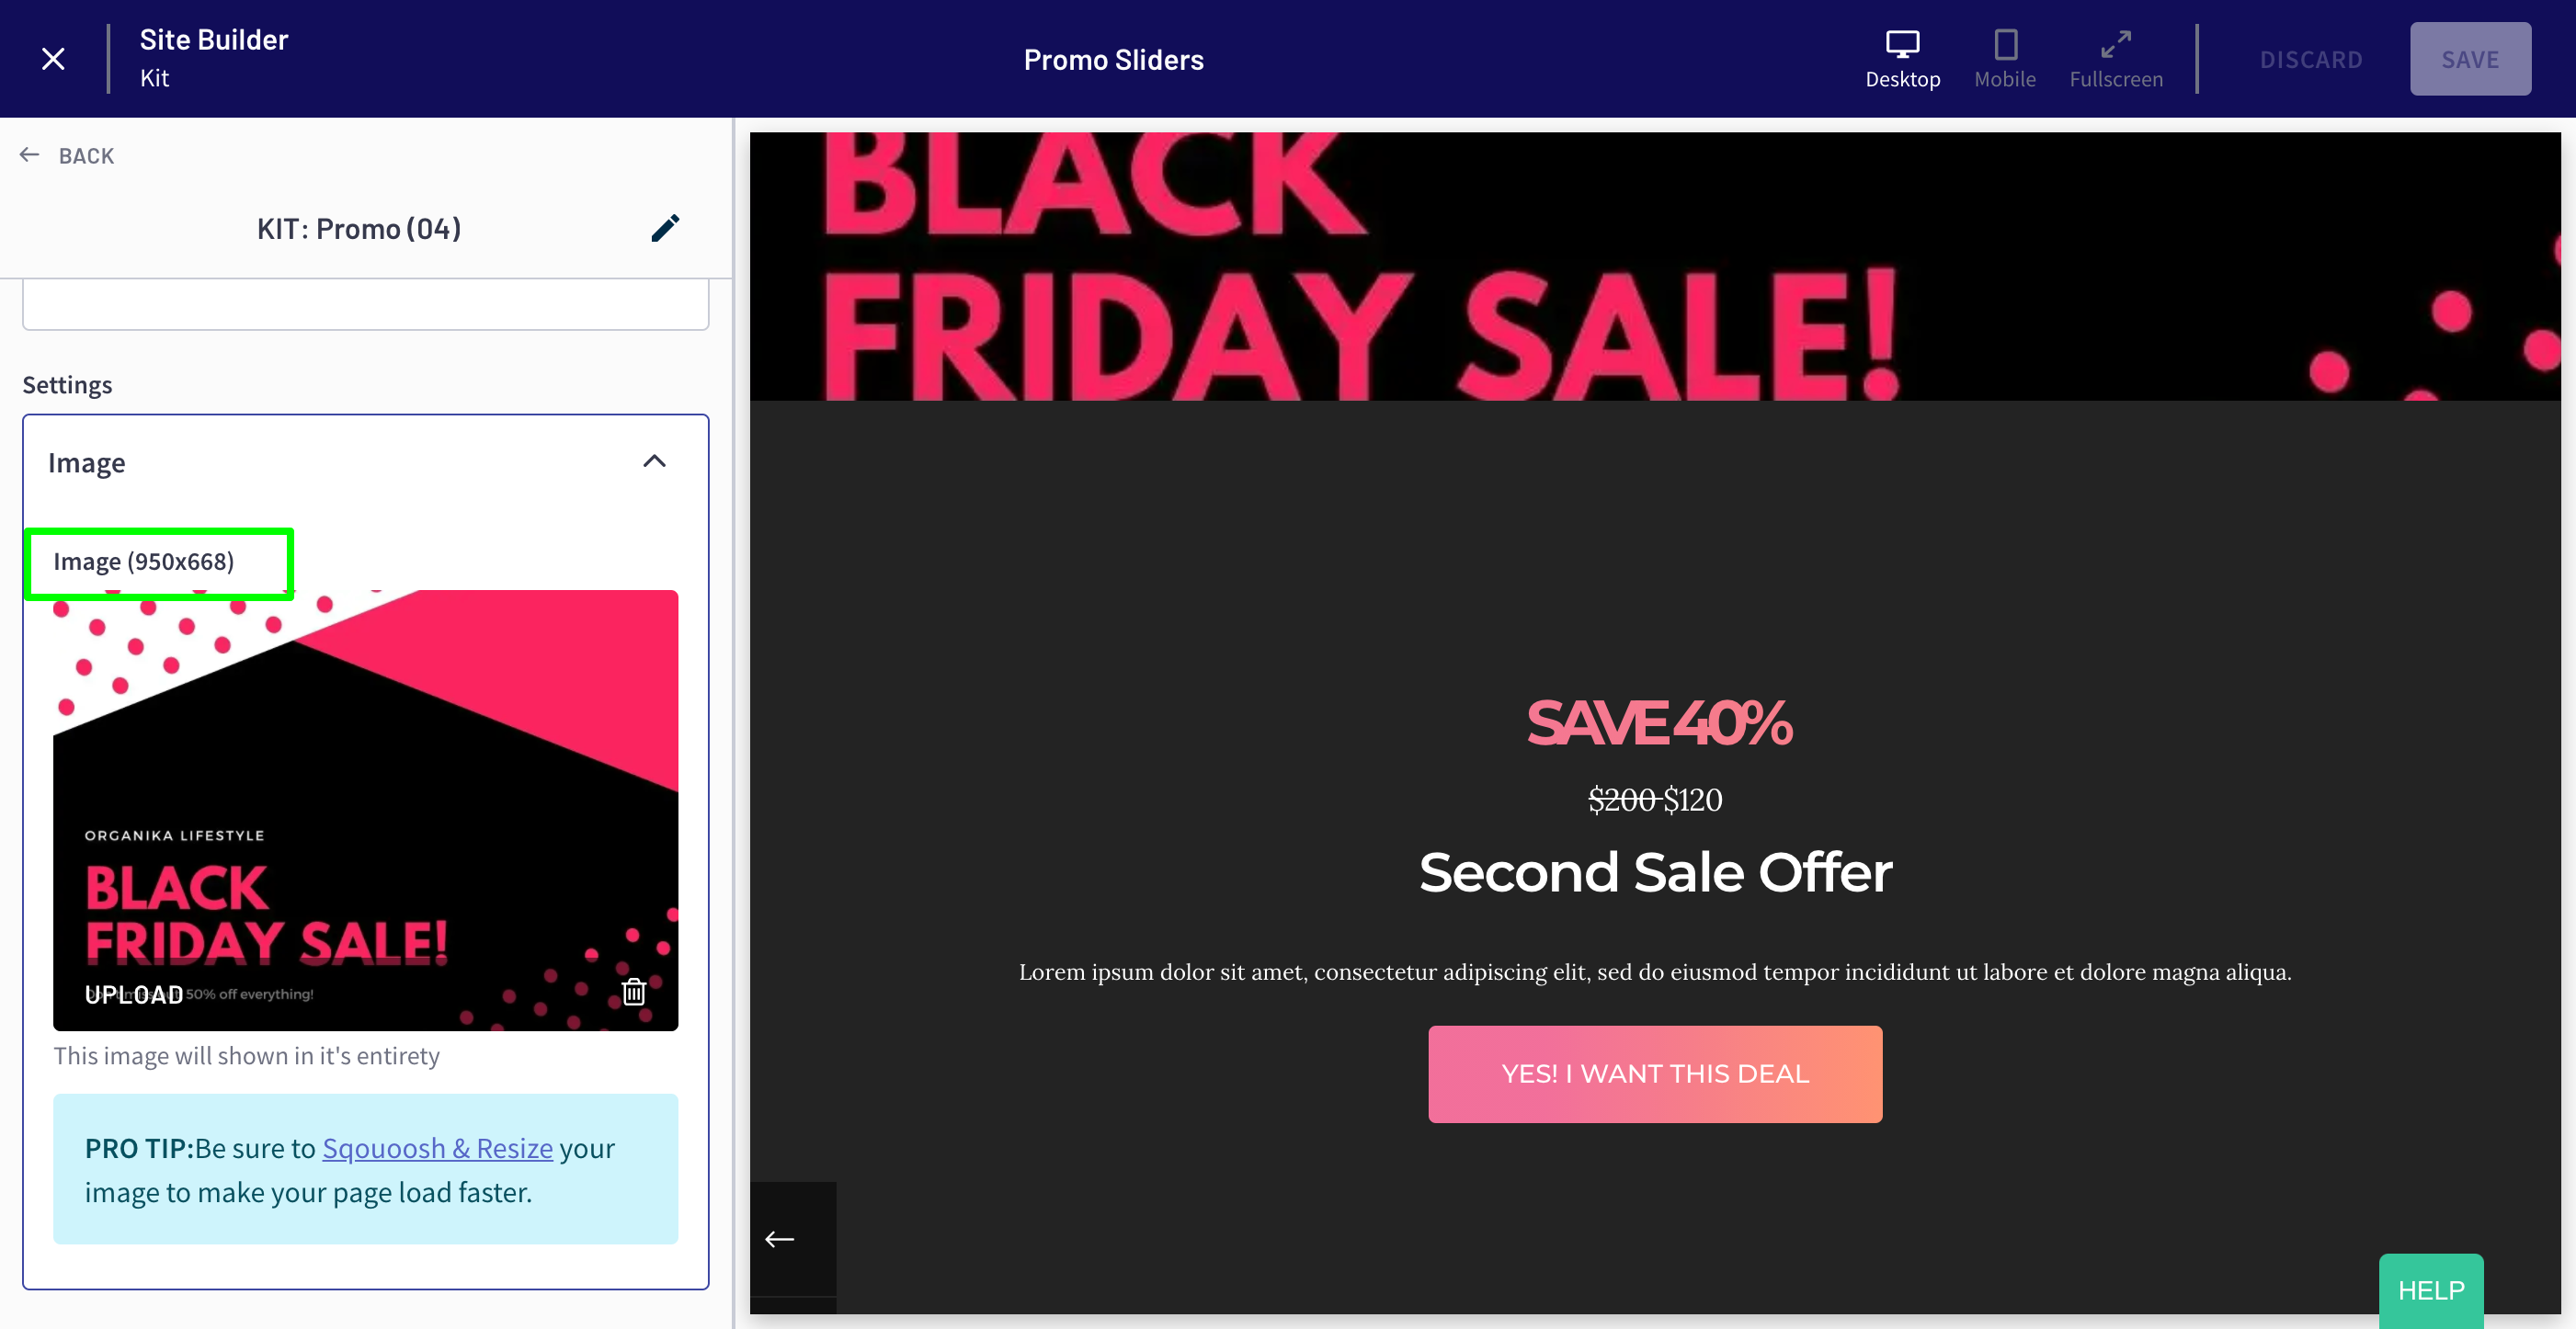 Site Builder
Kit
Promo Sliders
Desktop
Mobile
Fullscreen
DISCARD
SAVE
BACK
KIT: Promo (04)
Settings
Image
Image (950x668)
ORGANIKA LIFESTYLE
BLACK
FRIDAY SALE!
UPLOAD
50% off everything!
This image will shown in it's entirety
PRO TIP:Be sure to Sqouoosh & Resize your
image to make your page load faster.
BLACK
FRIDAY SALE!
SAVE 40%
$200 $120
Second Sale Offer
Lorem ipsum dolor sit amet, consectetur adipiscing elit, sed do eiusmod tempor incididunt ut labore et dolore magna aliqua.
YES! I WANT THIS DEAL
HELP